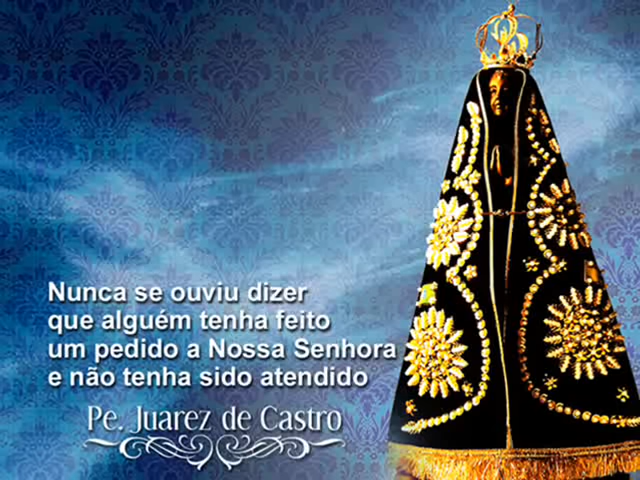 Nunca se ouviu dizer
que alguém tenha feito
um pedido a Nossa Senhora
e não tenha sido atendido
Pe. Juarez de Castro